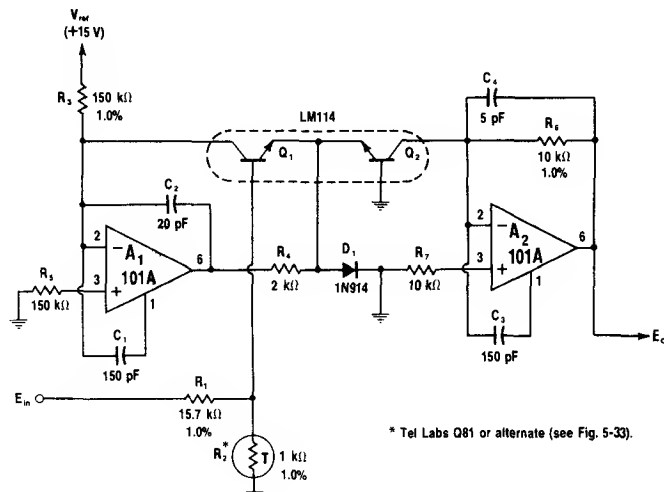 Vref
(+15 V)
R3
150 kΩ
1.0%
LM114
Q1
Q2
C4
5 pF
R6
10 kΩ
1.0%
C2
20 pF
2
−
A1
101A
6
3
+
1
R5
150 kΩ
C1
150 pF
R4
2 kΩ
D1
1N914
R7
10 kΩ
2
−
A2
101A
6
3
+
1
C3
150 pF
Eo
Ein
R1
15.7 kΩ
1.0%
R2*
T
1 kΩ
1.0%
* Tel Labs Q81 or alternate (see Fig. 5-33).